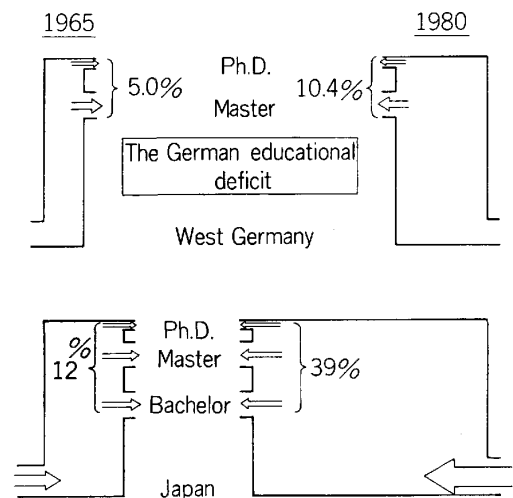 1965
1980
Ph.D.
5.0%
10.4%
Master
The German educational
deficit
West Germany
Ph.D.
%
12
Master
39%
Bachelor
Japan